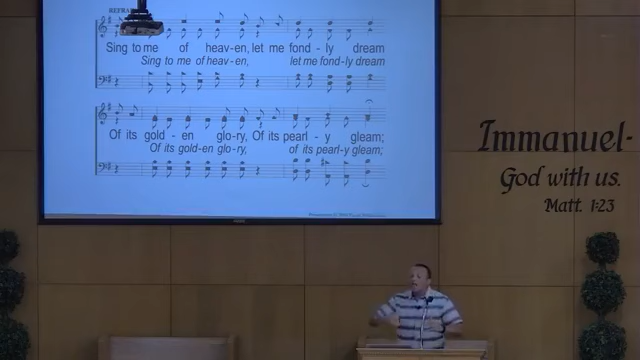 REFRAIN
Sing to me of heav-en, let me fond - ly dream
Sing to me of heav-en, let me fond-ly dream
Of its gold - en glo-ry, Of its pearl - y gleam;
Of its gold-en glo-ry, of its pearl-y gleam;
Immanuel-
God with us.
Matt. 1:23